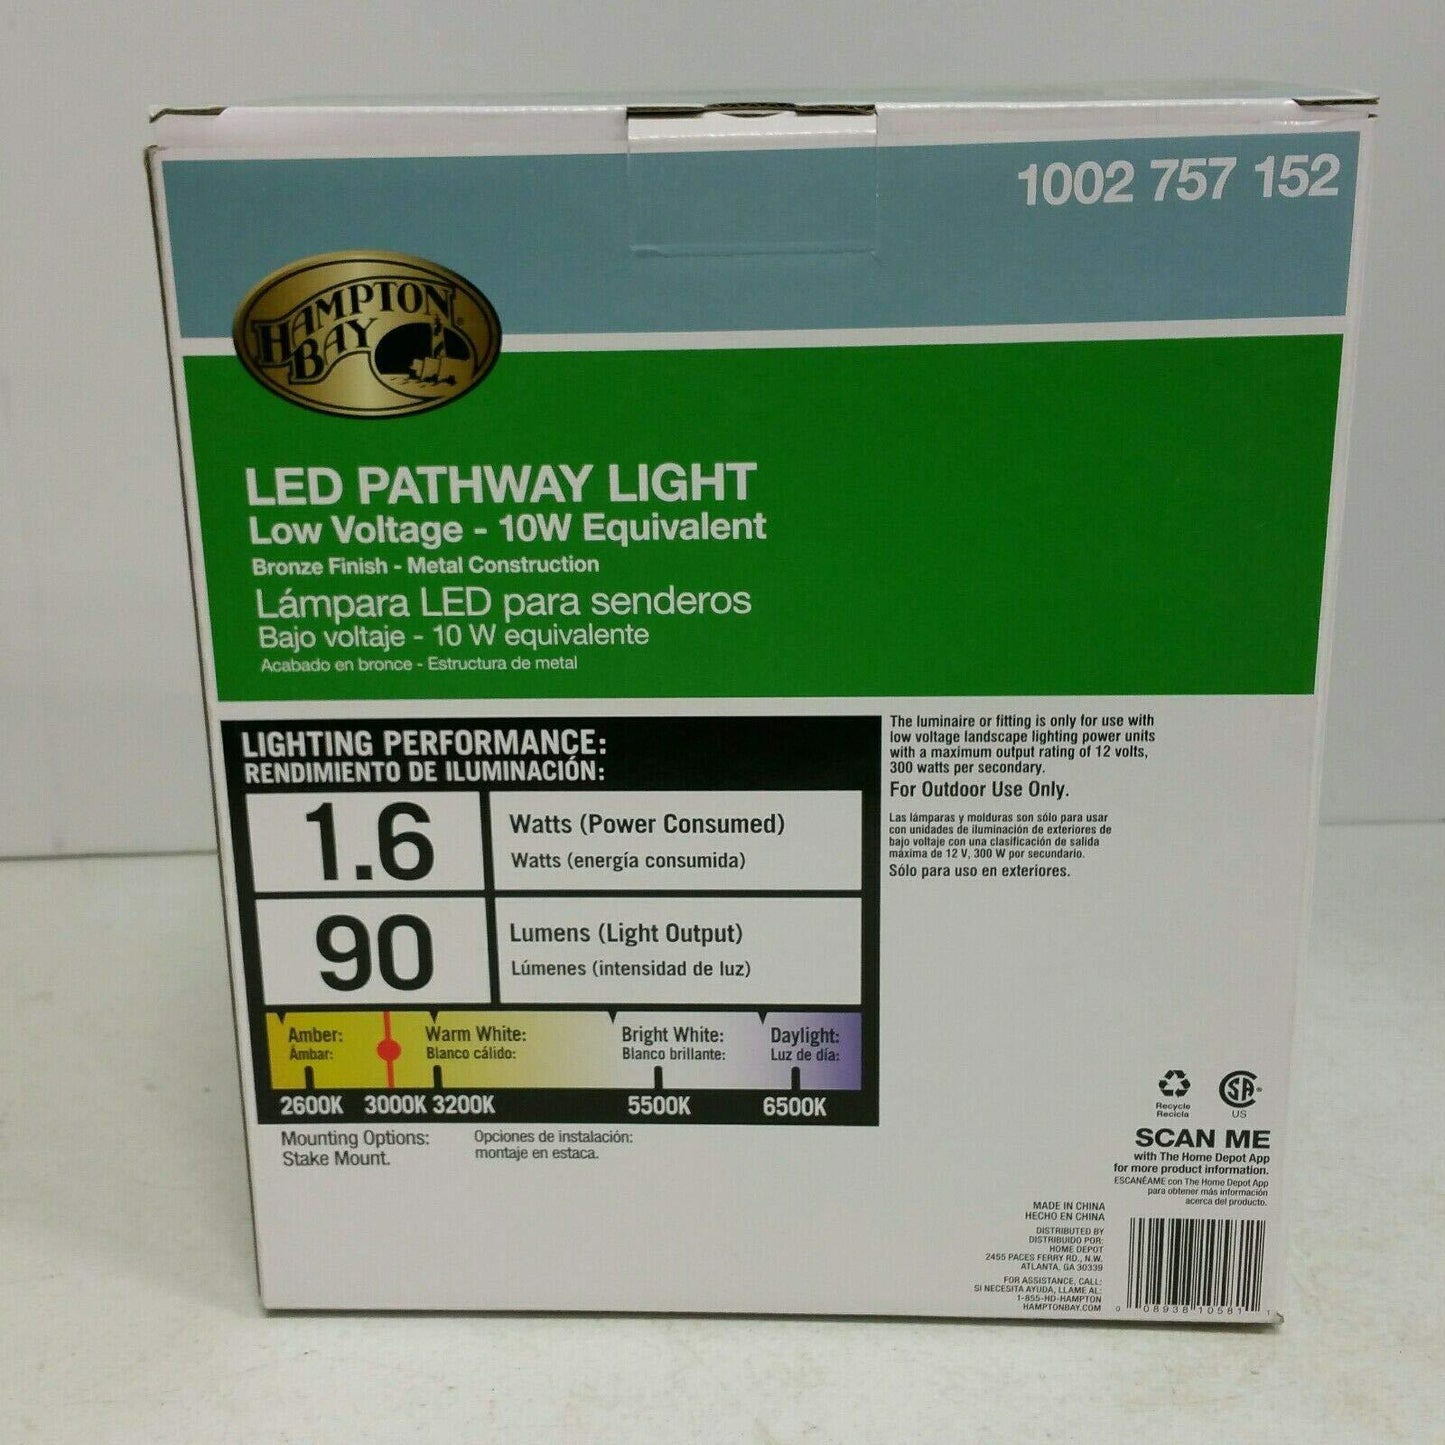 1002 757 152
HAMPTON
BAY
LED PATHWAY LIGHT
Low Voltage - 10W Equivalent
Bronze Finish - Metal Construction
Lámpara LED para senderos
Bajo voltaje - 10 W equivalente
Acabado en bronce - Estructura de metal
LIGHTING PERFORMANCE:
RENDIMIENTO DE ILUMINACIÓN:
1.6
Watts (Power Consumed)
Watts (energía consumida)
90
Lumens (Light Output)
Lúmenes (intensidad de luz)
Amber:
Ámbar:
Warm White:
Blanco cálido:
Bright White:
Blanco brillante:
Daylight:
Luz de día:
2600K 3000K 3200K 5500K 6500K
Mounting Options:
Stake Mount.
Opciones de instalación:
montaje en estaca.
The luminaire or fitting is only for use with
low voltage landscape lighting power units
with a maximum output rating of 12 volts,
300 watts per secondary.
For Outdoor Use Only.
Las lámparas y molduras son sólo para usar
con unidades de iluminación de exteriores de
bajo voltaje con una clasificación de salida
máxima de 12 V, 300 W por secundario.
Sólo para uso en exteriores.
Recycle
Recicla
SA
US
SCAN ME
with The Home Depot App
for more product information.
ESCANÉAME con The Home Depot App
para obtener más información
acerca del producto.
MADE IN CHINA
HECHO EN CHINA
DISTRIBUTED BY
DISTRIBUIDO POR:
HOME DEPOT
2455 PACES FERRY RD., N.W.
ATLANTA, GA 30339
FOR ASSISTANCE, CALL:
SI NECESITA AYUDA, LLAME AL:
1-855-HD-HAMPTON
HAMPTONBAY.COM
0 08938 10581 1